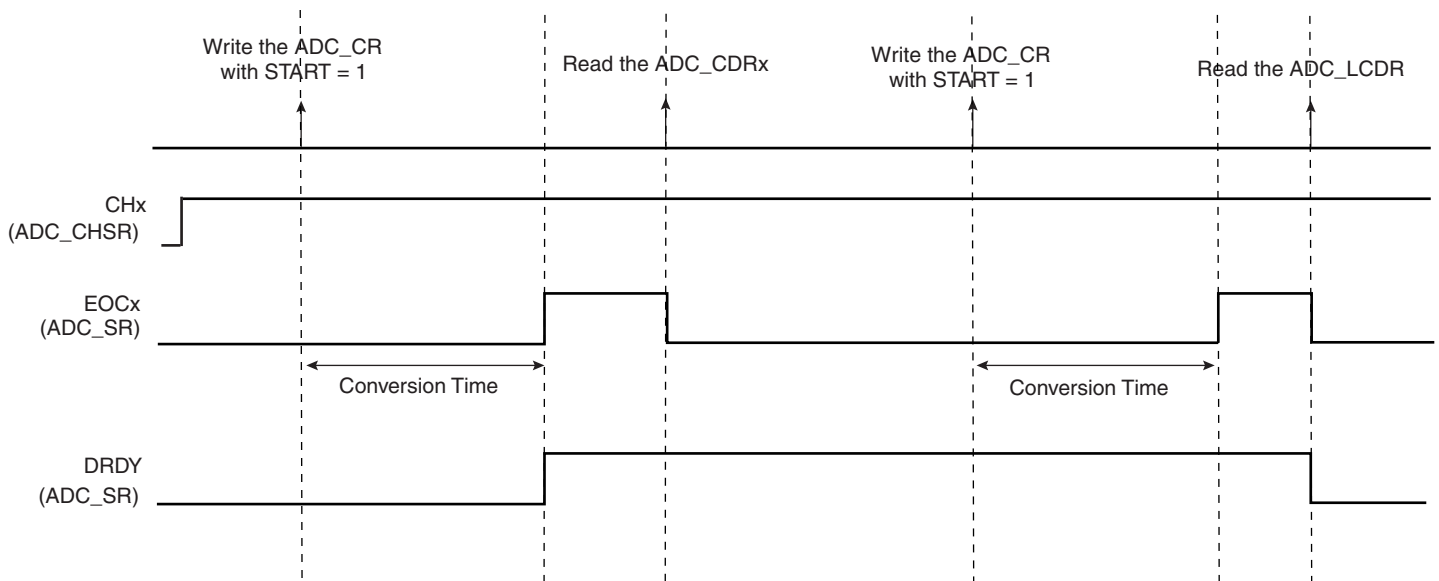 Write the ADC_CR
with START = 1
Read the ADC_CDRx
Write the ADC_CR
with START = 1
Read the ADC_LCDR
CHx
(ADC_CHSR)
EOCx
(ADC_SR)
Conversion Time
Conversion Time
DRDY
(ADC_SR)